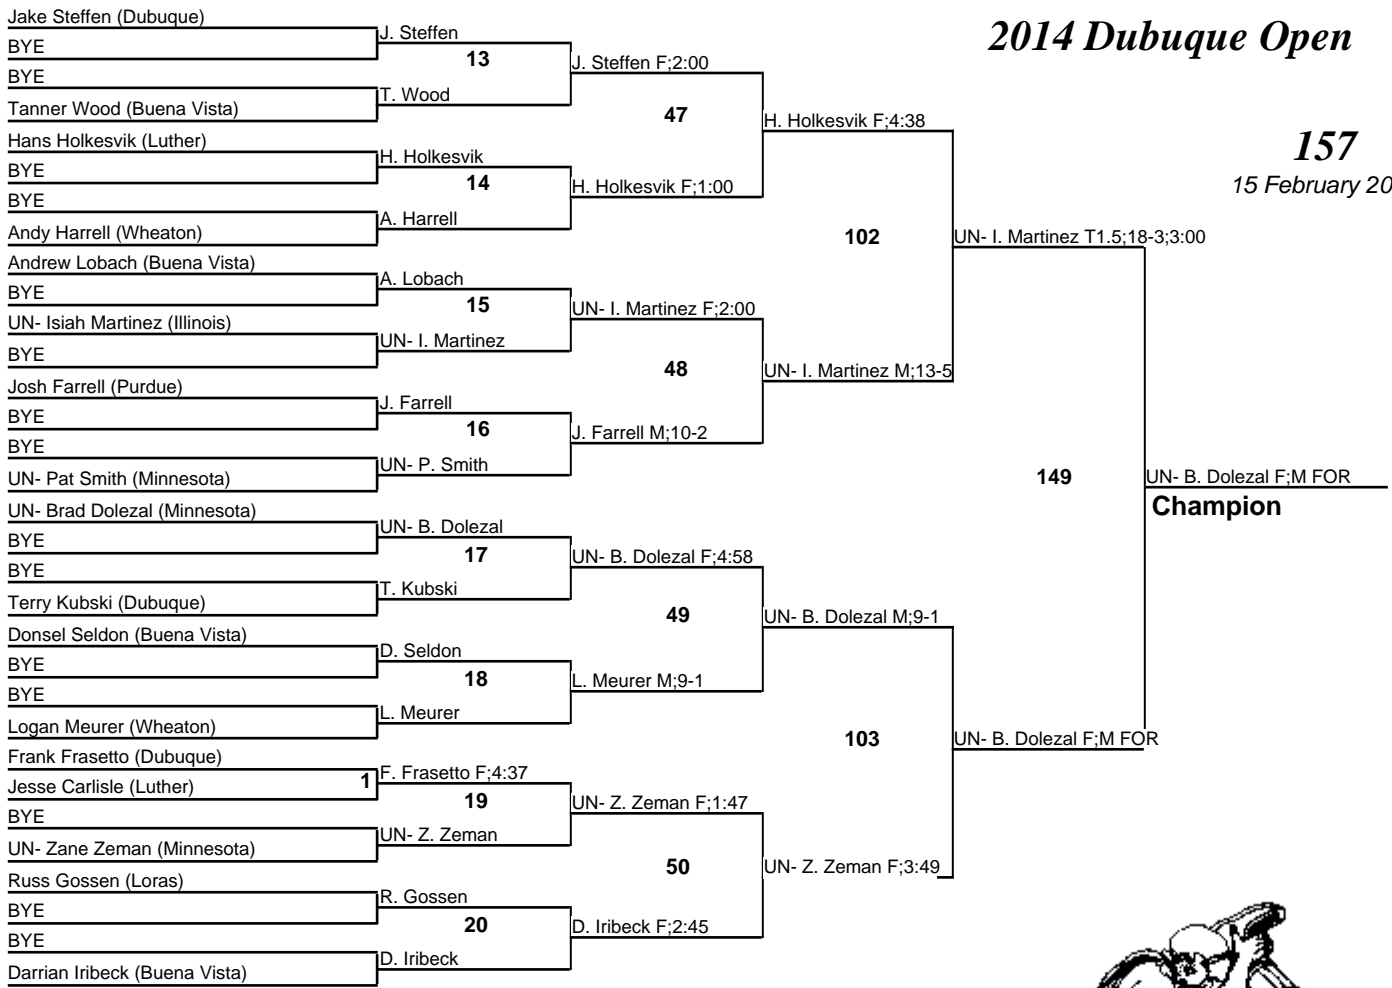 2014 Dubuque Open
157
15 February 20
Jake Steffen (Dubuque)
BYE
BYE
Tanner Wood (Buena Vista)
Hans Holkesvik (Luther)
BYE
BYE
Andy Harrell (Wheaton)
Andrew Lobach (Buena Vista)
BYE
UN- Isiah Martinez (Illinois)
BYE
Josh Farrell (Purdue)
BYE
BYE
UN- Pat Smith (Minnesota)
UN- Brad Dolezal (Minnesota)
BYE
BYE
Terry Kubski (Dubuque)
Donsel Seldon (Buena Vista)
BYE
BYE
Logan Meurer (Wheaton)
Frank Frasetto (Dubuque)
Jesse Carlisle (Luther)
BYE
UN- Zane Zeman (Minnesota)
Russ Gossen (Loras)
BYE
BYE
Darrian Iribeck (Buena Vista)
1
J. Steffen
13
T. Wood
H. Holkesvik
14
A. Harrell
A. Lobach
15
UN- I. Martinez
J. Farrell
16
UN- P. Smith
UN- B. Dolezal
17
T. Kubski
D. Seldon
18
L. Meurer
F. Frasetto F;4:37
19
UN- Z. Zeman
R. Gossen
20
D. Iribeck
J. Steffen F;2:00
47
H. Holkesvik F;1:00
UN- I. Martinez F;2:00
48
J. Farrell M;10-2
UN- B. Dolezal F;4:58
49
L. Meurer M;9-1
UN- Z. Zeman F;1:47
50
D. Iribeck F;2:45
H. Holkesvik F;4:38
102
UN- I. Martinez M;13-5
UN- B. Dolezal M;9-1
103
UN- Z. Zeman F;3:49
UN- I. Martinez T1.5;18-3;3:00
149
UN- B. Dolezal F;M FOR
UN- B. Dolezal F;M FOR
Champion